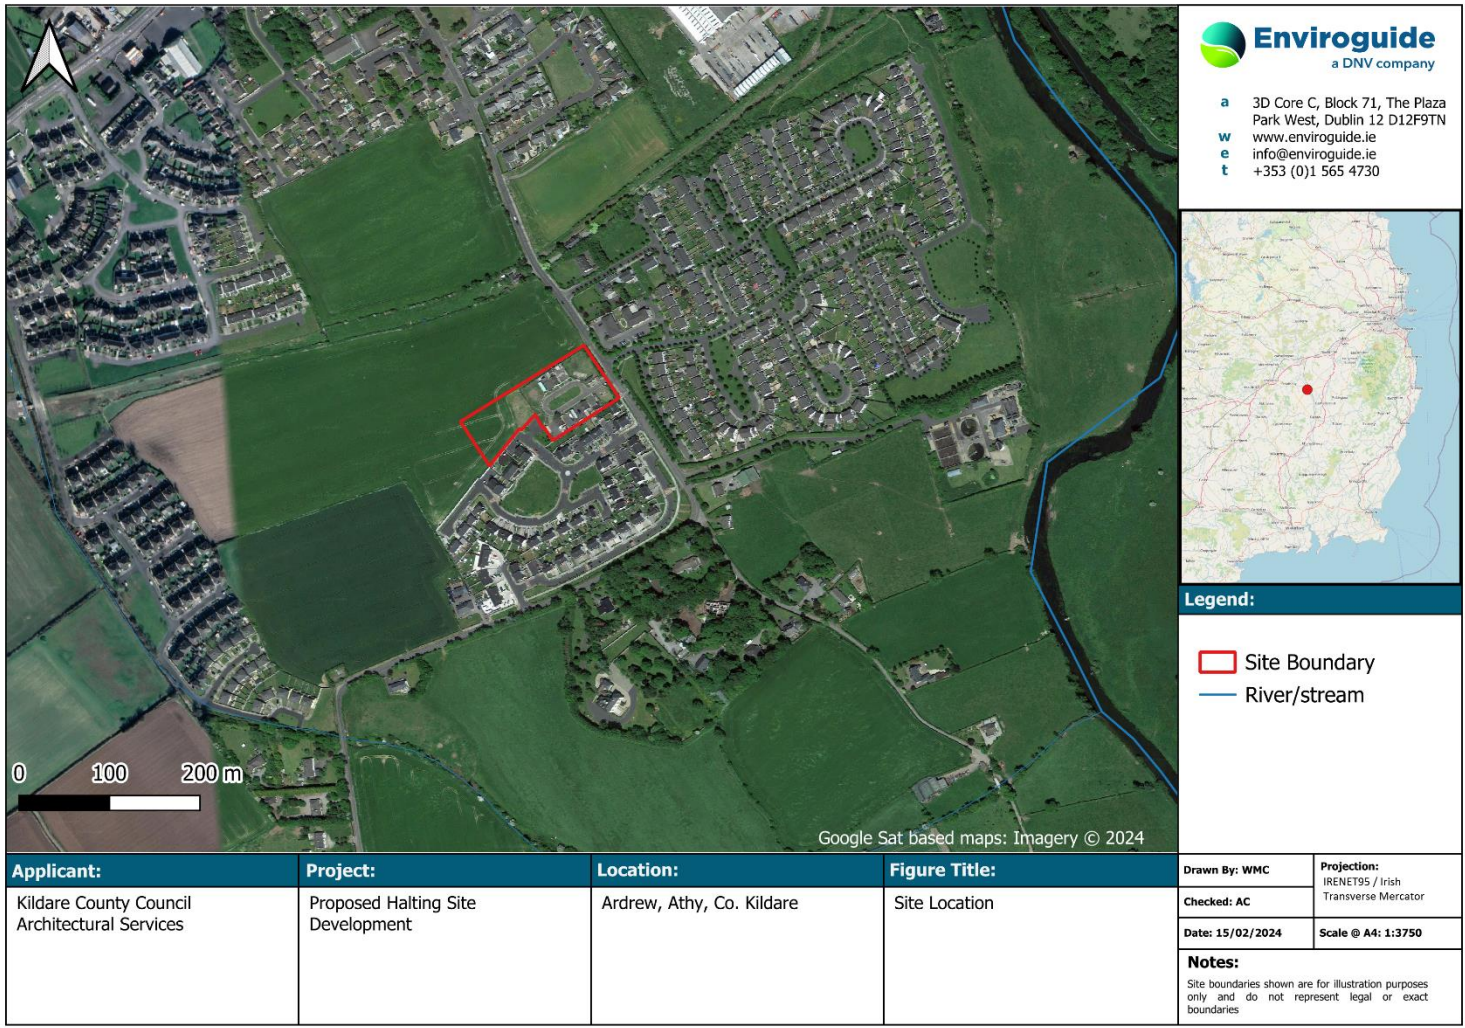 Enviroguide
a DNV company
a 3D Core C, Block 71, The Plaza
Park West, Dublin 12 D12F9TN
w www.enviroguide.ie
e info@enviroguide.ie
t +353 (0)1 565 4730
Legend:
Site Boundary
River/stream
0 100 200 m
Google Sat based maps: Imagery © 2024
Applicant:
Kildare County Council
Architectural Services
Project:
Proposed Halting Site
Development
Location:
Ardrew, Athy, Co. Kildare
Figure Title:
Site Location
Drawn By: WMC
Checked: AC
Date: 15/02/2024
Projection:
IRENET95 / Irish
Transverse Mercator
Scale @ A4: 1:3750
Notes:
Site boundaries shown are for illustration purposes
only and do not represent legal or exact
boundaries